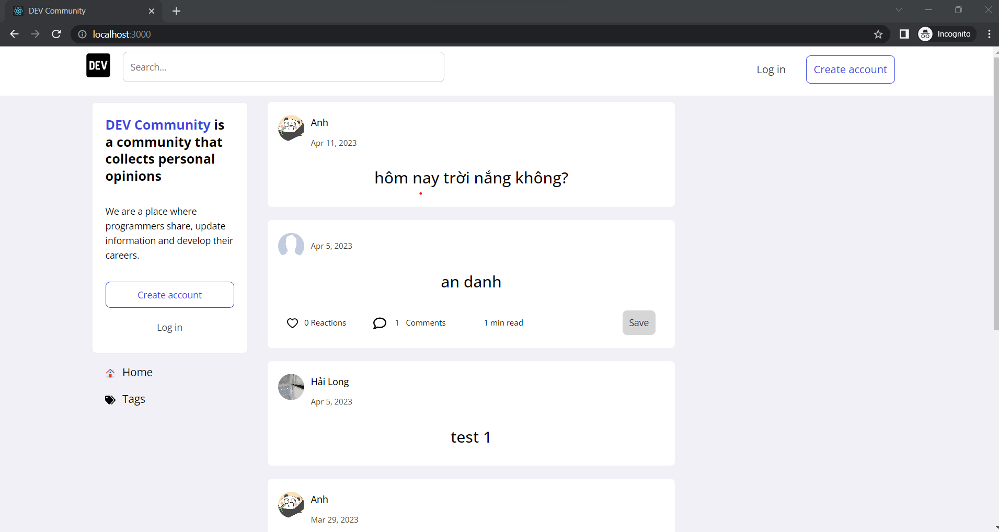 DEV Community
localhost:3000
Incognito
DEV
Search...
Log in
Create account
DEV Community is
a community that
collects personal
opinions
We are a place where
programmers share, update
information and develop their
careers.
Create account
Log in
Home
Tags
Anh
Apr 11, 2023
hôm nay trời nắng không?
Apr 5, 2023
an danh
0 Reactions
1 Comments
1 min read
Save
Hải Long
Apr 5, 2023
test 1
Anh
Mar 29, 2023